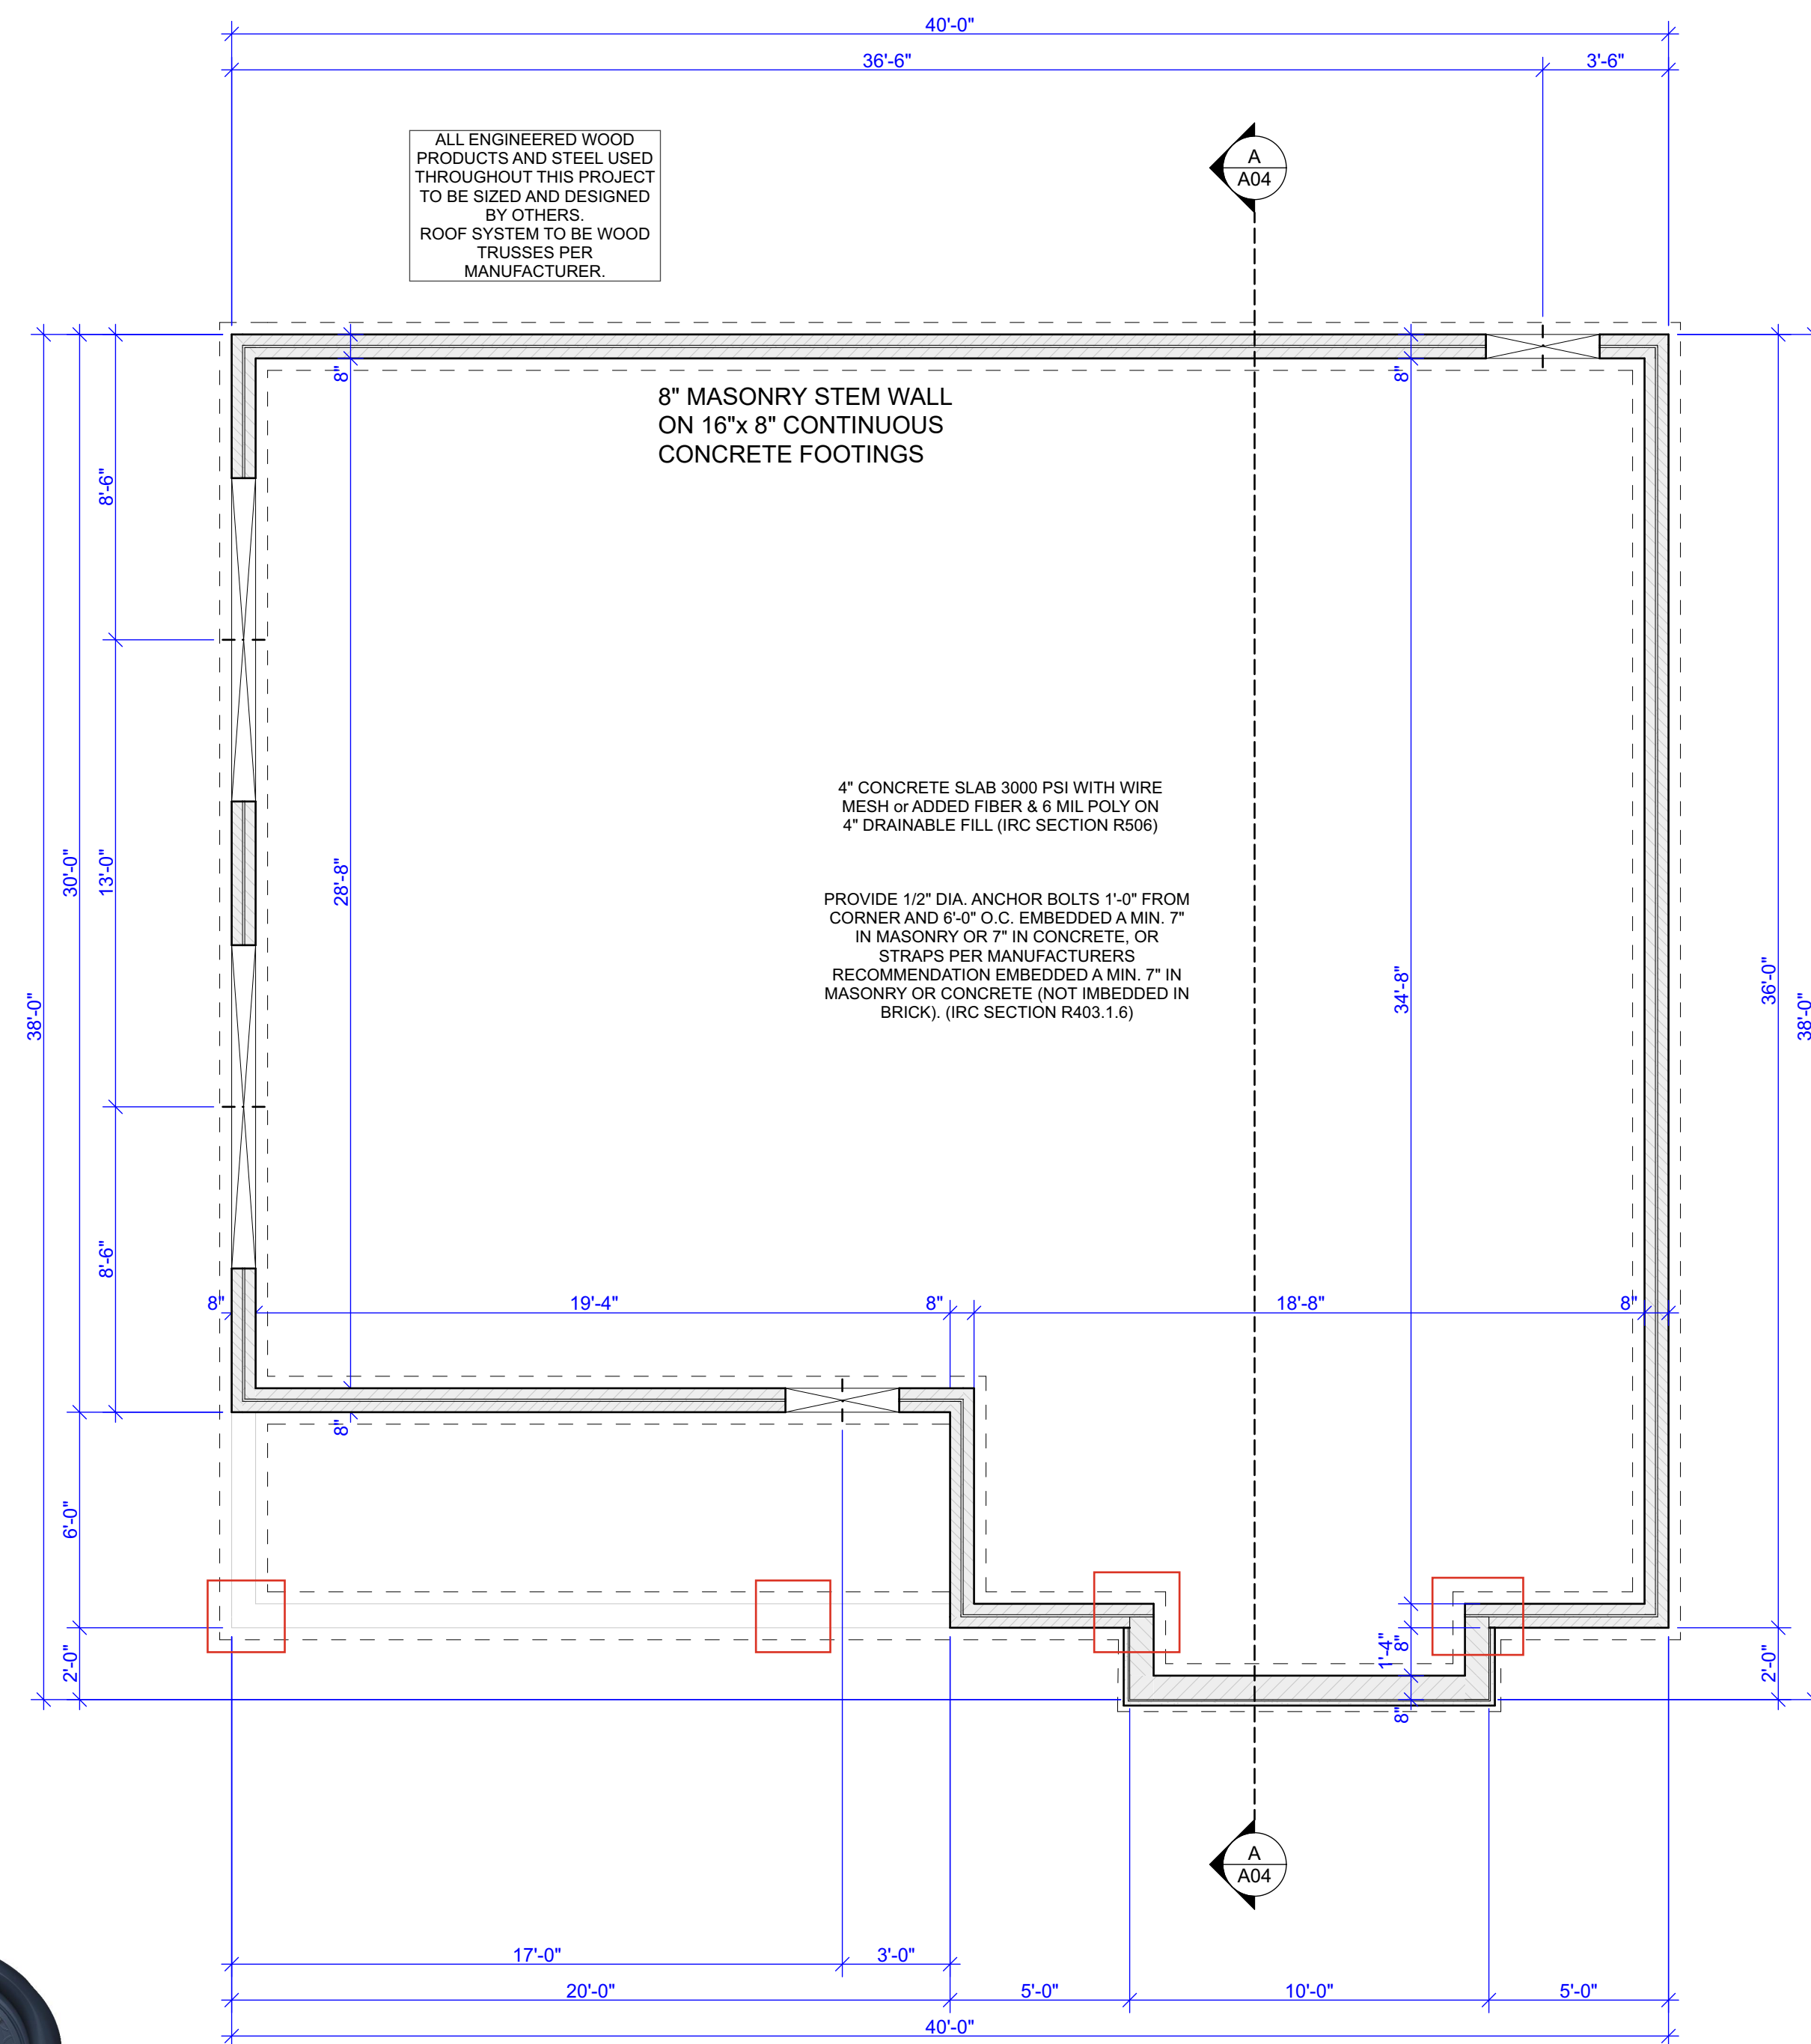 40'-0"
36'-6"
3'-6"
ALL ENGINEERED WOOD
PRODUCTS AND STEEL USED
THROUGHOUT THIS PROJECT
TO BE SIZED AND DESIGNED
BY OTHERS.
ROOF SYSTEM TO BE WOOD
TRUSSES PER
MANUFACTURER.
A
A04
8"
8"
8" MASONRY STEM WALL
ON 16"x 8" CONTINUOUS
CONCRETE FOOTINGS
8'-6"
4" CONCRETE SLAB 3000 PSI WITH WIRE
MESH or ADDED FIBER & 6 MIL POLY ON
4" DRAINABLE FILL (IRC SECTION R506)
30'-0"
13'-0"
28'-8"
PROVIDE 1/2" DIA. ANCHOR BOLTS 1'-0" FROM
CORNER AND 6'-0" O.C. EMBEDDED A MIN. 7"
IN MASONRY OR 7" IN CONCRETE, OR
STRAPS PER MANUFACTURERS
RECOMMENDATION EMBEDDED A MIN. 7" IN
MASONRY OR CONCRETE (NOT IMBEDDED IN
BRICK). (IRC SECTION R403.1.6)
38'-0"
34'-8"
36'-0"
38'-0"
8'-6"
8"
19'-4"
8"
18'-8"
8"
8"
6'-0"
2'-0"
1'-4"
8"
2'-0"
8"
A
A04
17'-0"
3'-0"
20'-0"
5'-0"
10'-0"
5'-0"
40'-0"